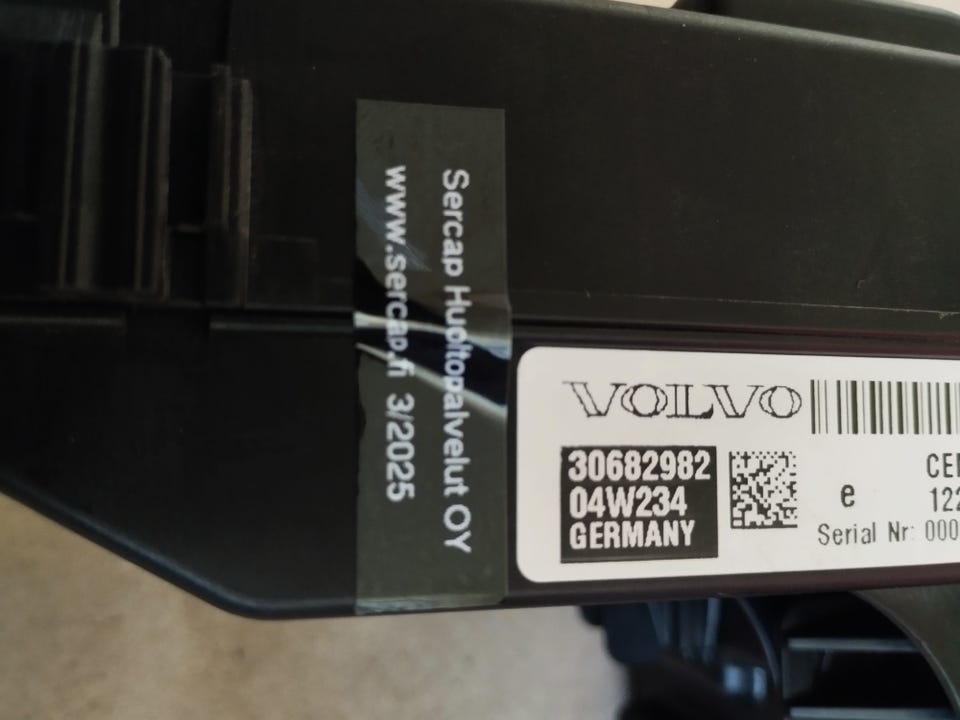 Sercap Huoltopalvelut OY
www.sercap.fi 3/2025
VOLVO
30682982
04W234
GERMANY
e
Serial Nr: